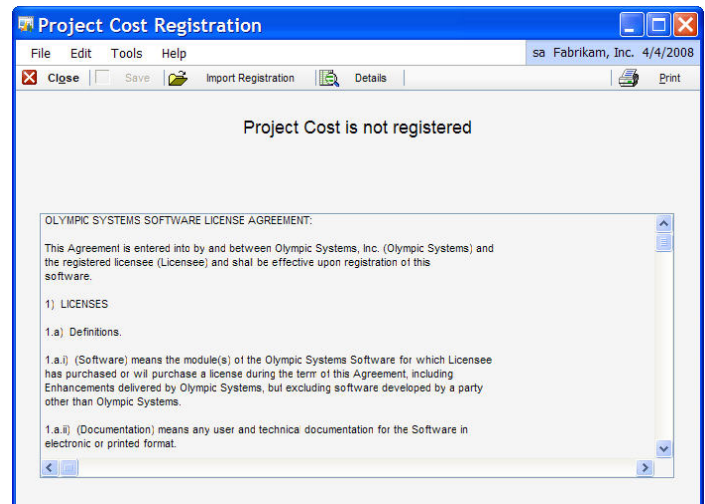 Project Cost Registration
File Edit Tools Help sa Fabrikam, Inc. 4/4/2008
Close Save Import Registration Details Print
Project Cost is not registered
OLYMPIC SYSTEMS SOFTWARE LICENSE AGREEMENT:
This Agreement is entered into by and between Olympic Systems, Inc. (Olympic Systems) and
the registered licensee (Licensee) and shal be effective upon registration of this
software.
1) LICENSES
1.a) Definitions.
1.a.i) (Software) means the module(s) of the Olympic Systems Software for which Licensee
has purchased or wil purchase a license during the term of this Agreement, including
Enhancements delivered by Olympic Systems, but excluding software developed by a party
other than Olympic Systems.
1.a.ii) (Documentation) means any user and technical documentation for the Software in
electronic or printed format.